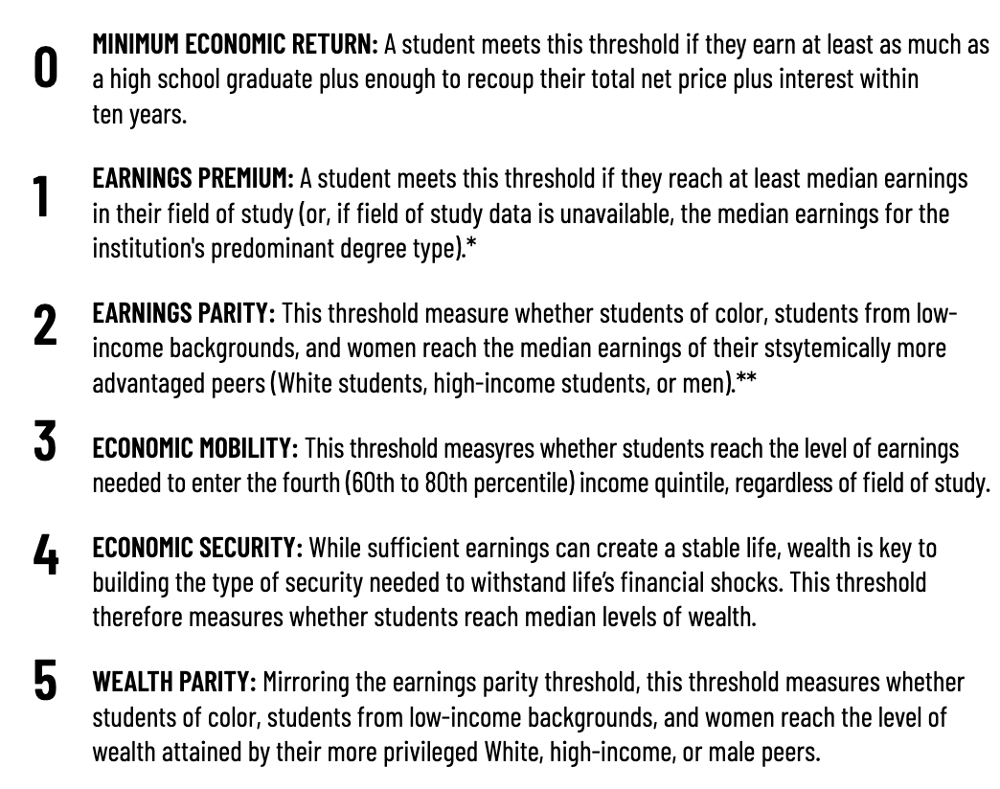 0 MINIMUM ECONOMIC RETURN: A student meets this threshold if they earn at least as much as
a high school graduate plus enough to recoup their total net price plus interest within
ten years.
1 EARNINGS PREMIUM: A student meets this threshold if they reach at least median earnings
in their field of study (or, if field of study data is unavailable, the median earnings for the
institution's predominant degree type).*
2 EARNINGS PARITY: This threshold measure whether students of color, students from low-
income backgrounds, and women reach the median earnings of their stsytemically more
advantaged peers (White students, high-income students, or men).**
3 ECONOMIC MOBILITY: This threshold measyres whether students reach the level of earnings
needed to enter the fourth (60th to 80th percentile) income quintile, regardless of field of study.
4 ECONOMIC SECURITY: While sufficient earnings can create a stable life, wealth is key to
building the type of security needed to withstand life’s financial shocks. This threshold
therefore measures whether students reach median levels of wealth.
5 WEALTH PARITY: Mirroring the earnings parity threshold, this threshold measures whether
students of color, students from low-income backgrounds, and women reach the level of
wealth attained by their more privileged White, high-income, or male peers.